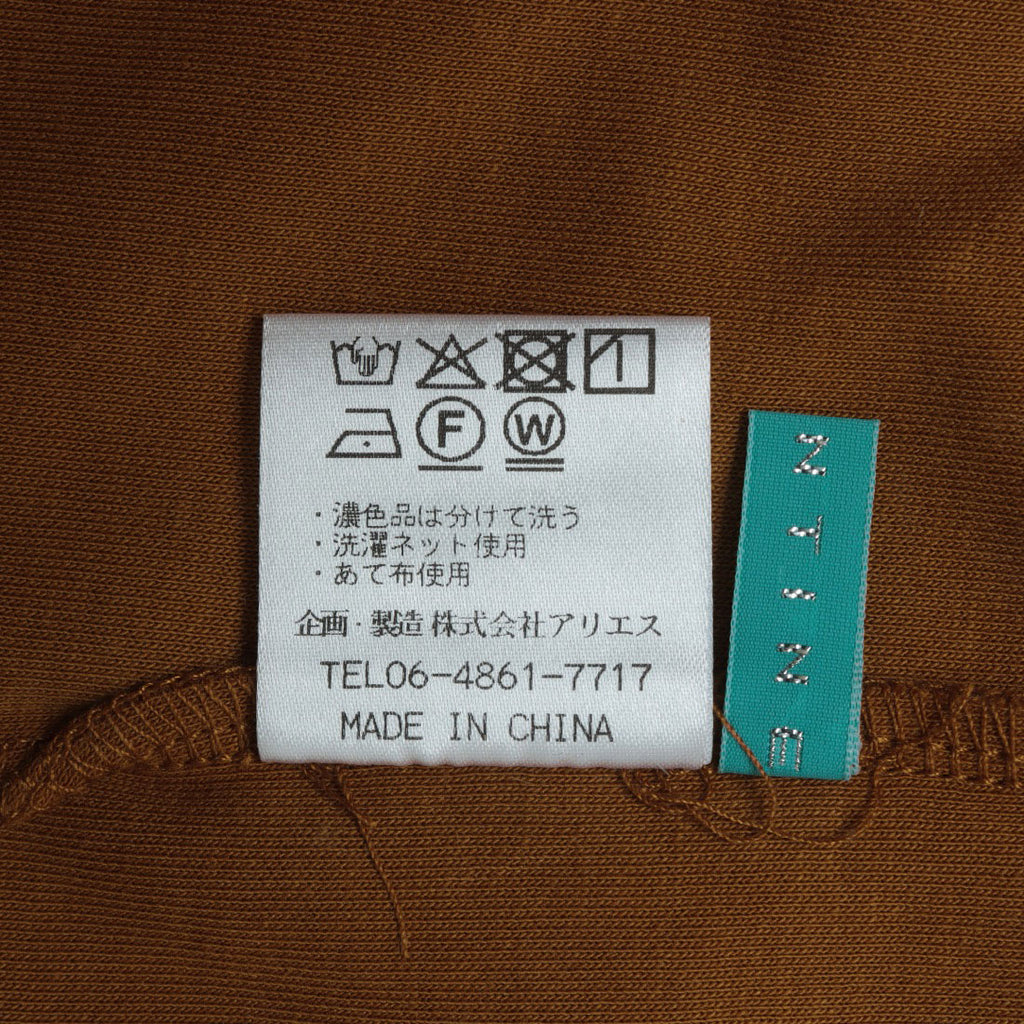 F W
・濃色品は分けて洗う
・洗濯ネット使用
・あて布使用
企画・製造 株式会社アリエス
TEL06-4861-7717
MADE IN CHINA
NTINE